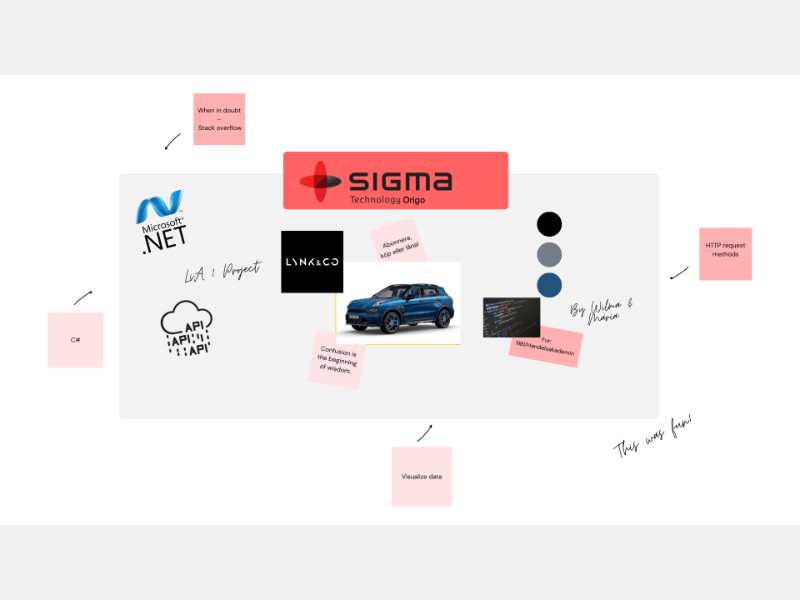 When in doubt
-
Stack overflow
SIGMA
Technology Origo
Microsoft®
.NET
LYNK & CO
Abonnera,
köp eller låna!
HTTP request
methods
LIA 1 Project
By Wilma &
Maria
API
API
API
C#
For:
NBI/Handelsakademin
Confusion is
the beginning
of wisdom.
This was fun!
Visualize data